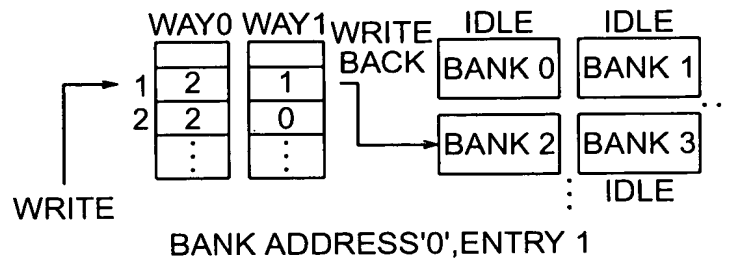 WAY0 WAY1 WRITE BACK IDLE IDLE
1 2 1 BANK 0 BANK 1
2 2 0 BANK 2 BANK 3
WRITE IDLE
BANK ADDRESS'0',ENTRY 1